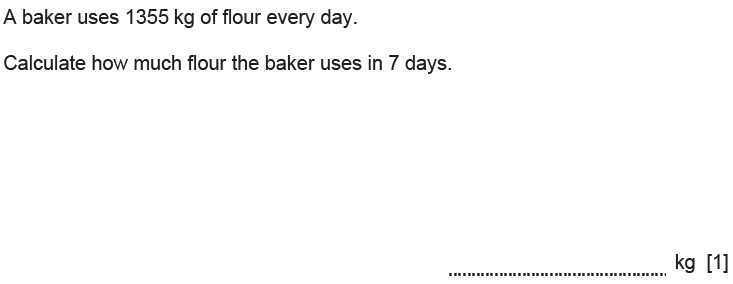 A baker uses 1355 kg of flour every day.
Calculate how much flour the baker uses in 7 days.
................................................ kg [1]